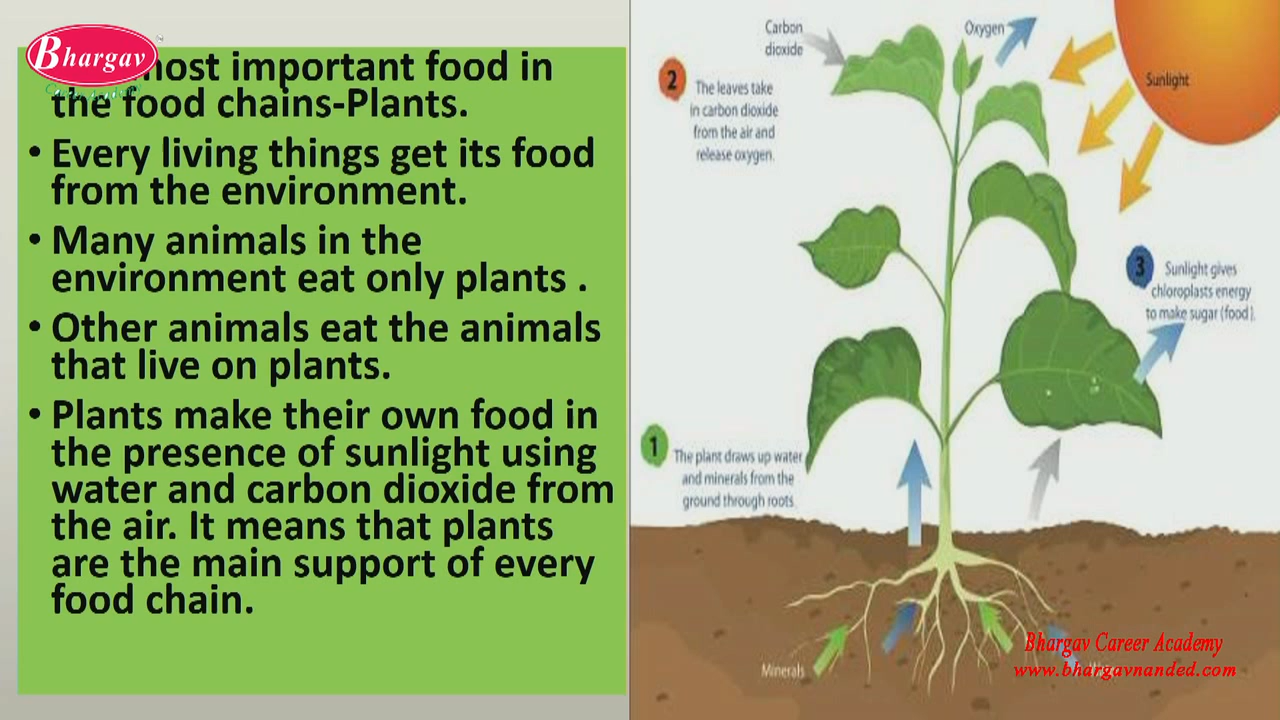 Bhargav
most important food in
the food chains-Plants.
• Every living things get its food
from the environment.
• Many animals in the
environment eat only plants .
• Other animals eat the animals
that live on plants.
• Plants make their own food in
the presence of sunlight using
water and carbon dioxide from
the air. It means that plants
are the main support of every
food chain.
Carbon
dioxide
Oxygen
Sunlight
2
The leaves take
in carbon dioxide
from the air and
release oxygen.
3
Sunlight gives
chloroplasts energy
to make sugar (food).
1
The plant draws up water
and minerals from the
ground through roots.
Minerals
Bhargav Career Academy
www.bhargavnanded.com